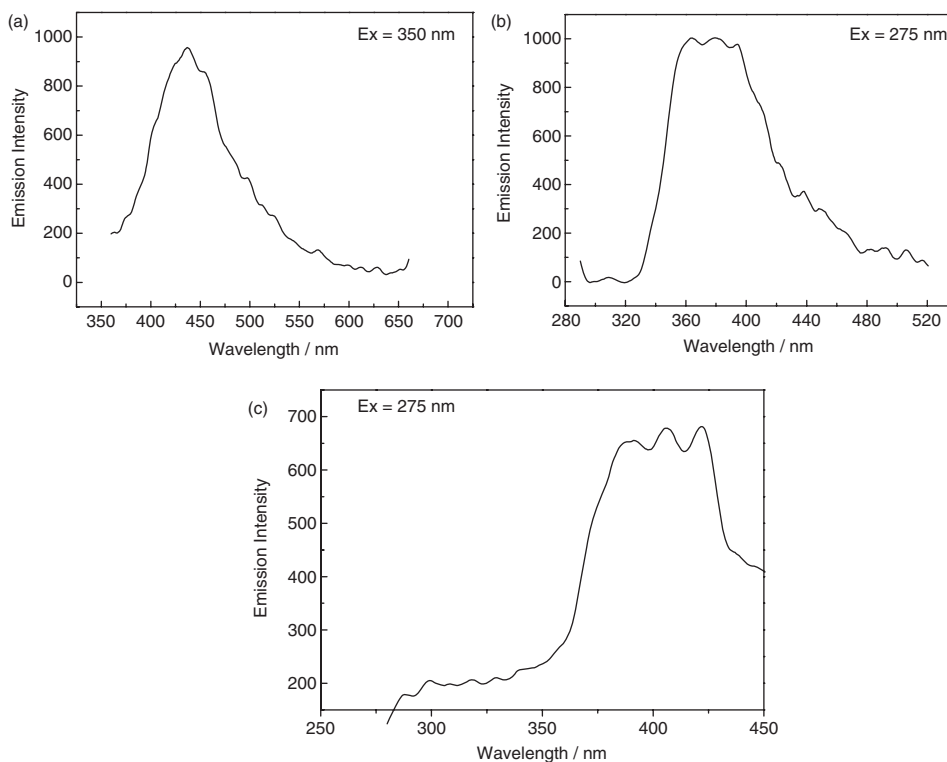 (a)
Ex = 350 nm
1000
800
600
400
200
0
Emission Intensity
350 400 450 500 550 600 650 700
Wavelength / nm
(b)
Ex = 275 nm
1000
800
600
400
200
0
Emission Intensity
280 320 360 400 440 480 520
Wavelength / nm
(c)
Ex = 275 nm
700
600
500
400
300
200
Emission Intensity
250 300 350 400 450
Wavelength / nm